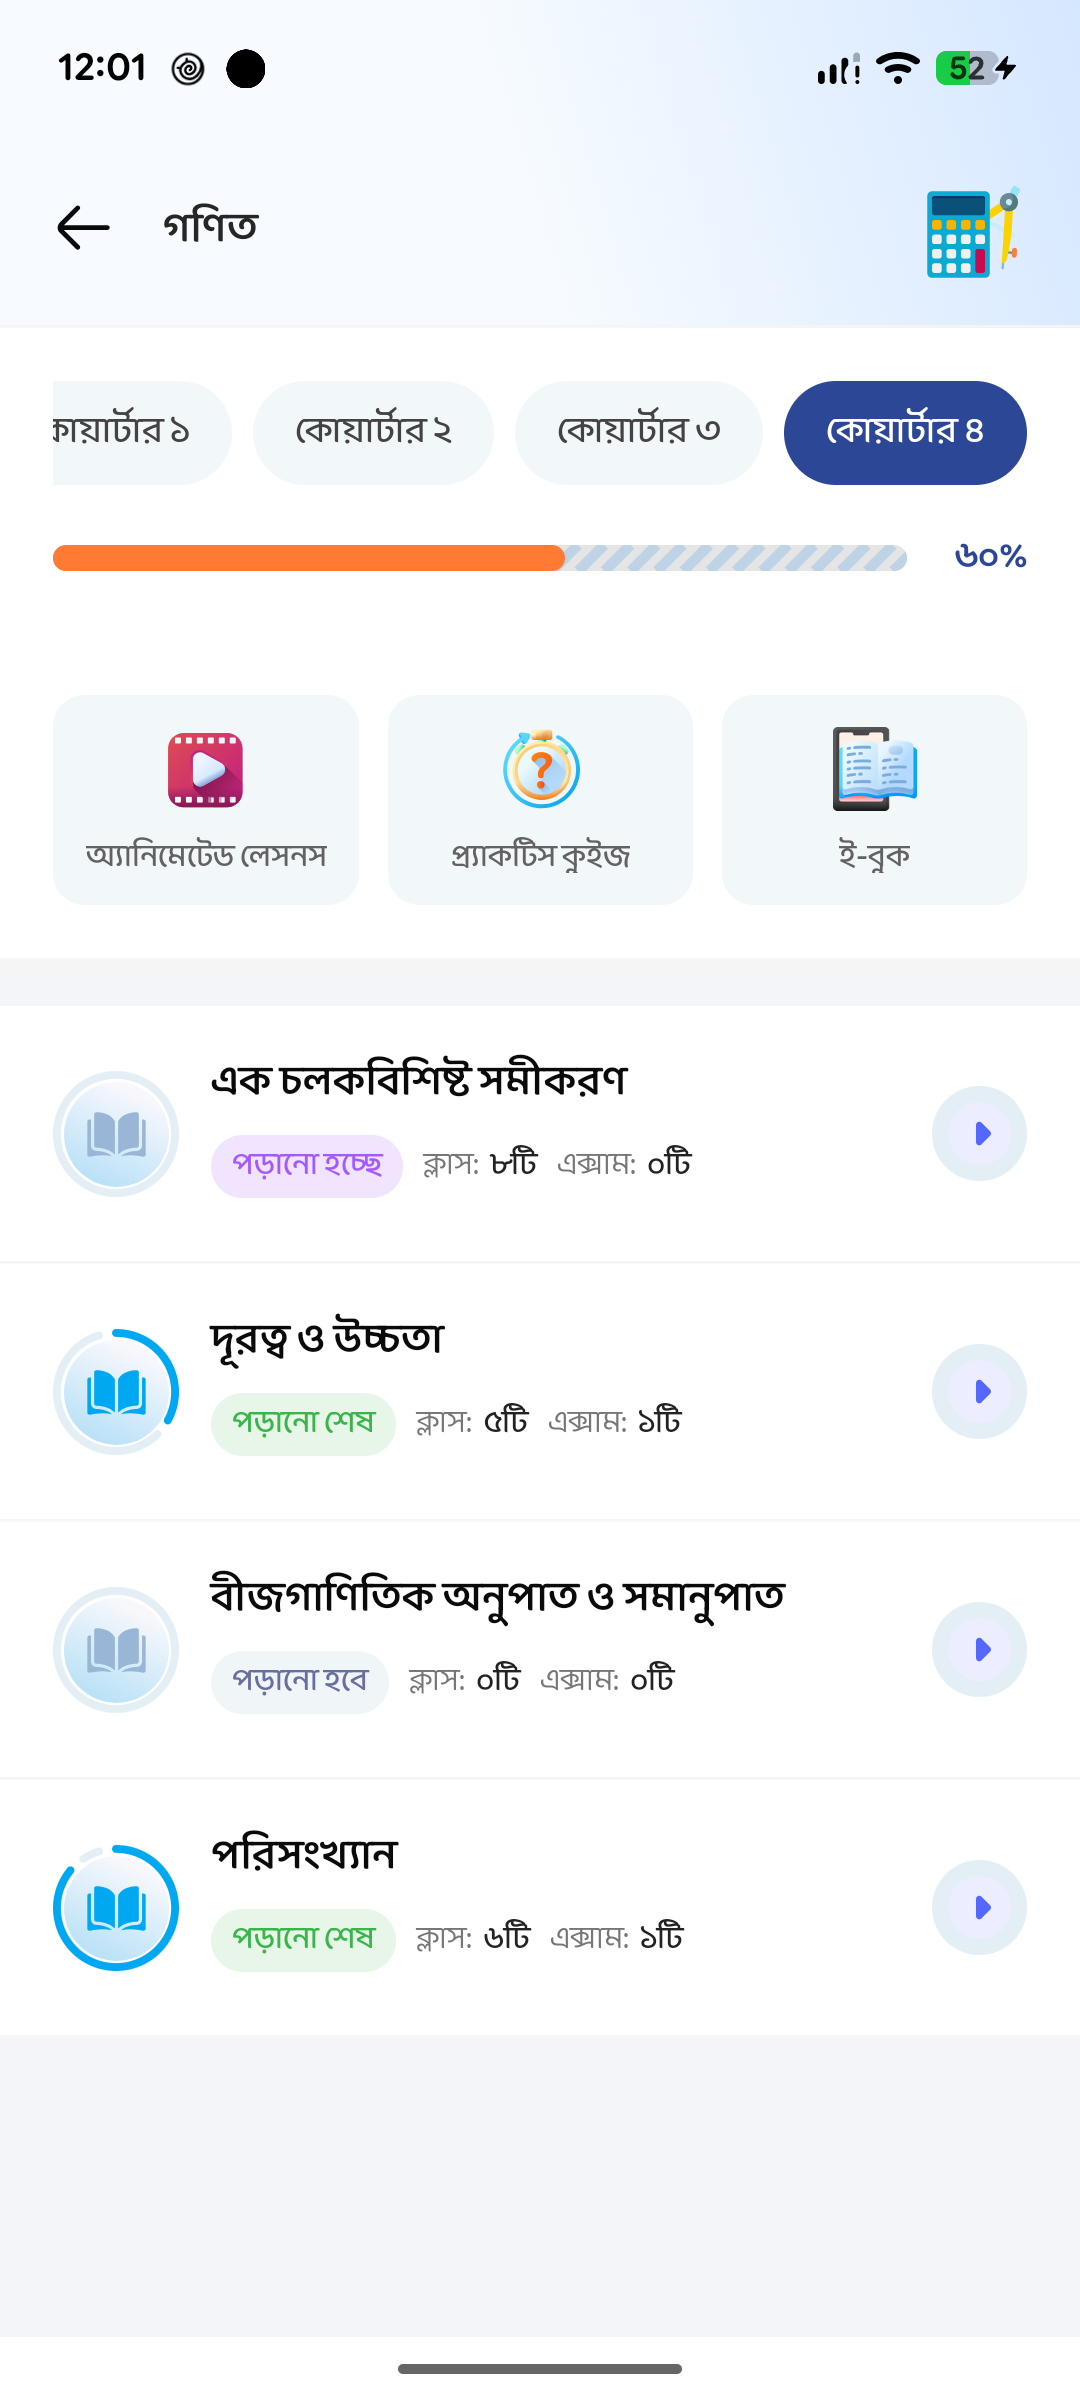 12:01
52
গণিত
কোয়ার্টার ১ কোয়ার্টার ২ কোয়ার্টার ৩ কোয়ার্টার ৪
৬০%
অ্যানিমেটেড লেসনস প্র্যাকটিস কুইজ ই-বুক
এক চলকবিশিষ্ট সমীকরণ
পড়ানো হচ্ছে ক্লাস: ৮টি এক্সাম: ০টি
দূরত্ব ও উচ্চতা
পড়ানো শেষ ক্লাস: ৫টি এক্সাম: ১টি
বীজগাণিতিক অনুপাত ও সমানুপাত
পড়ানো হবে ক্লাস: ০টি এক্সাম: ০টি
পরিসংখ্যান
পড়ানো শেষ ক্লাস: ৬টি এক্সাম: ১টি